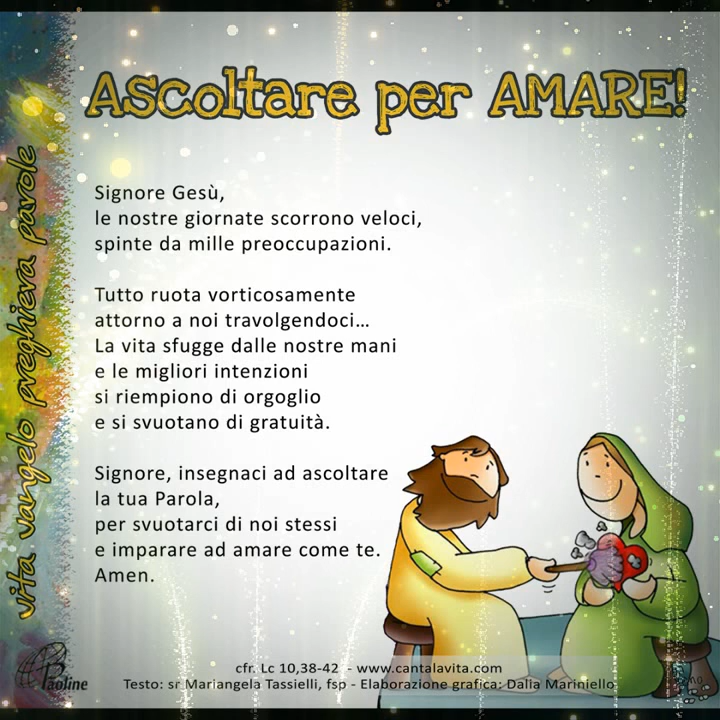 Ascoltare per AMARE!
Signore Gesù,
le nostre giornate scorrono veloci,
spinte da mille preoccupazioni.
Tutto ruota vorticosamente
attorno a noi travolgendoci...
La vita sfugge dalle nostre mani
e le migliori intenzioni
si riempiono di orgoglio
e si svuotano di gratuità.
Signore, insegnaci ad ascoltare
la tua Parola,
per svuotarci di noi stessi
e imparare ad amare come te.
Amen.
vita vangelo preghiera parole
Paoline
cfr. Lc 10,38-42 - www.cantalavita.com
Testo: sr Mariangela Tassielli, fsp - Elaborazione grafica: Dalia Mariniello